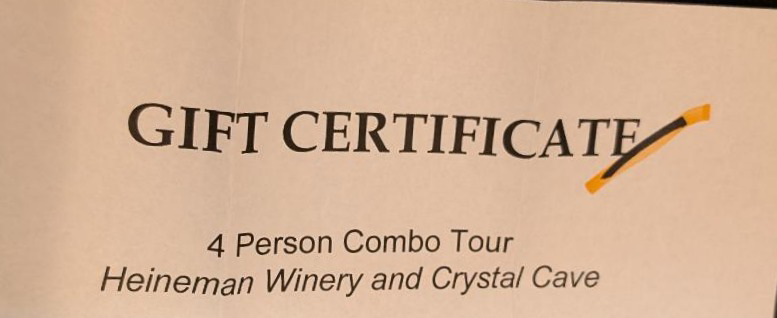 GIFT CERTIFICATE
4 Person Combo Tour
Heineman Winery and Crystal Cave